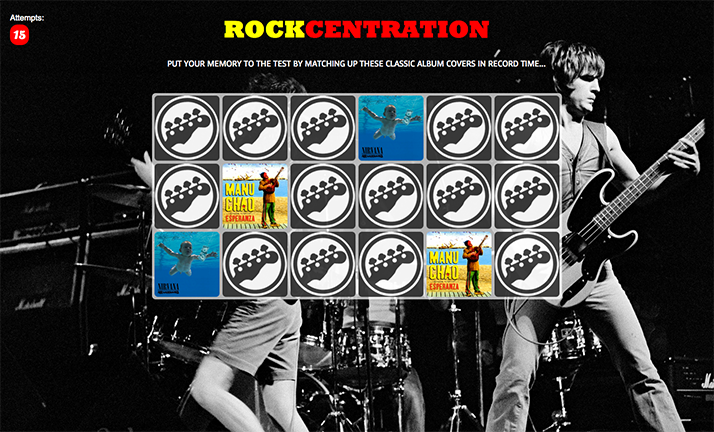 Attempts:
15
ROCKCENTRATION
PUT YOUR MEMORY TO THE TEST BY MATCHING UP THESE CLASSIC ALBUM COVERS IN RECORD TIME...
NIRVANA
MANU
CHAO
ESPERANZA
NIRVANA
MANU
CHAO
ESPERANZA